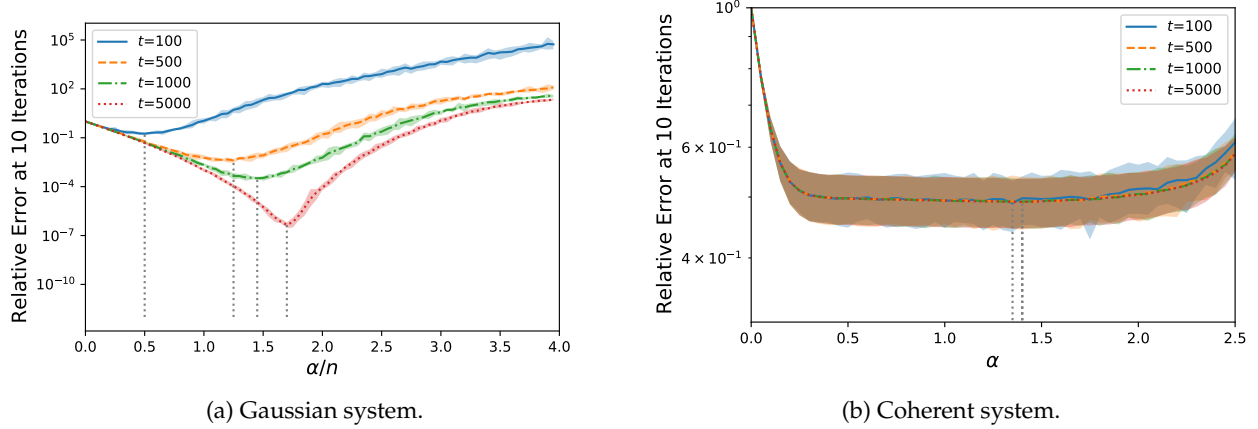 Relative Error at 10 Iterations
10^5
10^2
10^-1
10^-4
10^-7
10^-10
t=100
t=500
t=1000
t=5000
0.0 0.5 1.0 1.5 2.0 2.5 3.0 3.5 4.0
α/n
(a) Gaussian system.
Relative Error at 10 Iterations
10^0
6 × 10^-1
4 × 10^-1
t=100
t=500
t=1000
t=5000
0.0 0.5 1.0 1.5 2.0 2.5
α
(b) Coherent system.